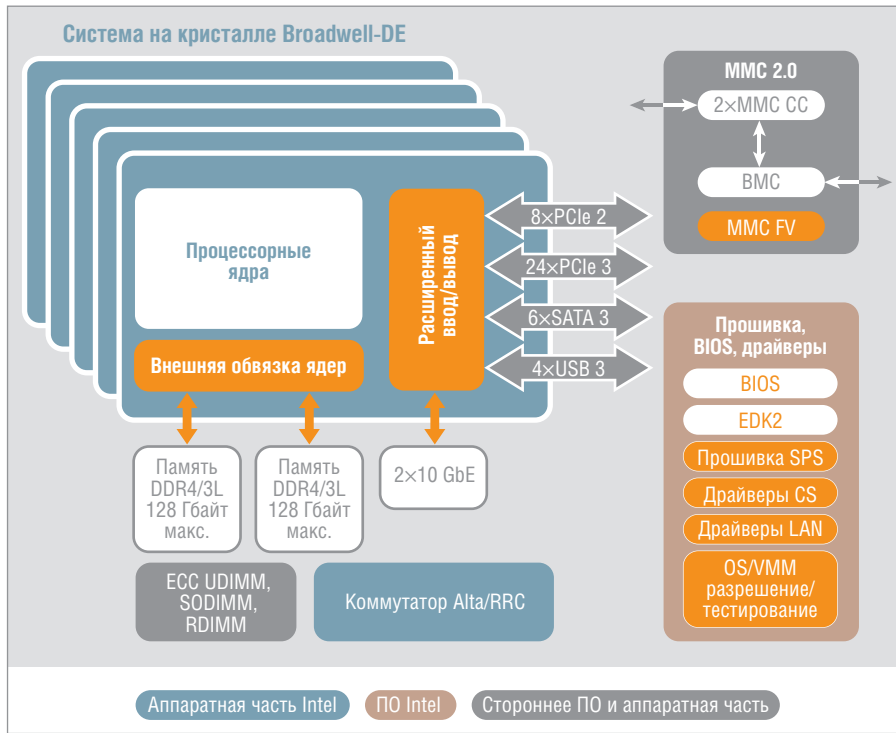 Система на кристалле Broadwell-DE
Процессорные
ядра
Внешняя обвязка ядер
Расширенный
ввод/вывод
8×PCIe 2
24×PCIe 3
6×SATA 3
4×USB 3
Память
DDR4/3L
128 Гбайт
макс.
Память
DDR4/3L
128 Гбайт
макс.
2×10 GbE
ECC UDIMM,
SODIMM,
RDIMM
Коммутатор Alta/RRC
MMC 2.0
2×MMC CC
BMC
MMC FV
Прошивка,
BIOS, драйверы
BIOS
EDK2
Прошивка SPS
Драйверы CS
Драйверы LAN
OS/VMM
разрешение/
тестирование
Аппаратная часть Intel
ПО Intel
Стороннее ПО и аппаратная часть